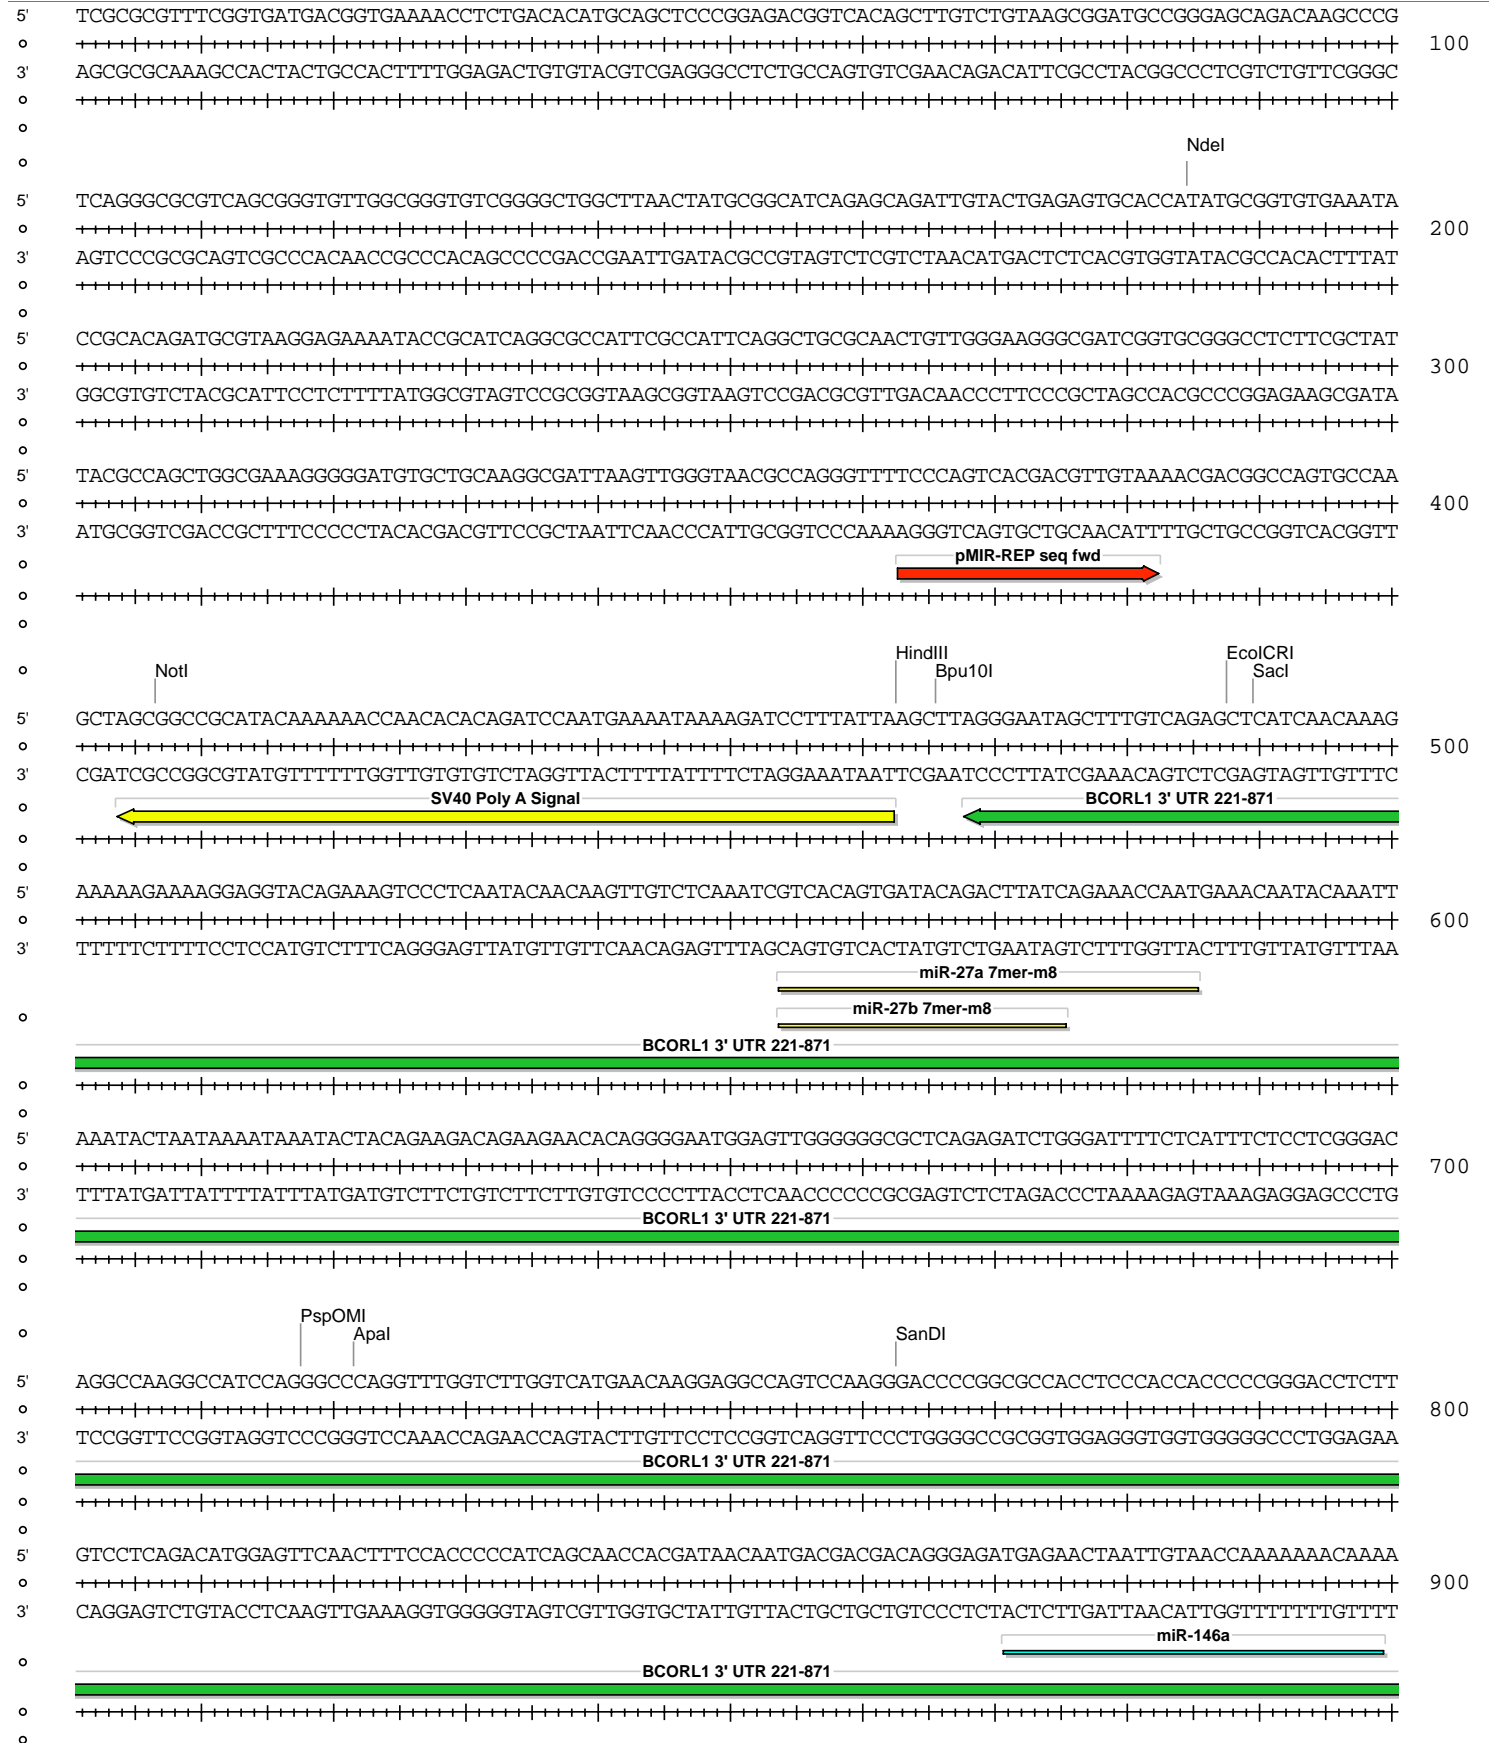 5' TCGCGCGTTTCGGTGATGACGGTGAAAACCTCTGACACATGCAGCTCCCGGAGACGGTCACAGCTTGTCTGTAAGCGGATGCCGGGAGCAGACAAGCCCG
100
3' AGCGCGCAAAGCCACTACTGCCACTTTTGGAGACTGTGTACGTCGAGGGCCTCTGCCAGTGTCGAACAGACATTCGCCTACGGCCCTCGTCTGTTCGGGC
NdeI
5' TCAGGGCGCGTCAGCGGGTGTTGGCGGGTGTCGGGGCTGGCTTAACTATGCGGCATCAGAGCAGATTGTACTGAGAGTGCACCATATGCGGTGTGAAATA
200
3' AGTCCCGCGCAGTCGCCCACAACCGCCCACAGCCCCGACCGAATTGATACGCCGTAGTCTCGTCTAACATGACTCTCACGTGGTATACGCCACACTTTAT
5' CCGCACAGATGCGTAAGGAGAAAATACCGCATCAGGCGCCATTCGCCATTCAGGCTGCGCAACTGTTGGGAAGGGCGATCGGTGCGGGCCTCTTCGCTAT
300
3' GGCGTGTCTACGCATTCCTCTTTTATGGCGTAGTCCGCGGTAAGCGGTAAGTCCGACGCGTTGACAACCCTTCCCGCTAGCCACGCCCGGAGAAGCGATA
5' TACGCCAGCTGGCGAAAGGGGGATGTGCTGCAAGGCGATTAAGTTGGGTAACGCCAGGGTTTTCCCAGTCACGACGTTGTAAAACGACGGCCAGTGCCAA
400
3' ATGCGGTCGACCGCTTTCCCCCTACACGACGTTCCGCTAATTCAACCCATTGCGGTCCCAAAAGGGTCAGTGCTGCAACATTTTGCTGCCGGTCACGGTT
pMIR-REP seq fwd
HindIII EcoICRI
NotI Bpu10I SacI
5' GCTAGCGGCCGCATACAAAAAACCAACACACAGATCCAATGAAAATAAAAGATCCTTTATTAAGCTTAGGGAATAGCTTTGTCAGAGCTCATCAACAAAG
500
3' CGATCGCCGGCGTATGTTTTTTGGTTGTGTGTCTAGGTTACTTTTATTTTCTAGGAAATAATTCGAATCCCTTATCGAAACAGTCTCGAGTAGTTGTTTC
SV40 Poly A Signal BCORL1 3' UTR 221-871
5' AAAAAGAAAAGGAGGTACAGAAAGTCCCTCAATACAACAAGTTGTCTCAAATCGTCACAGTGATACAGACTTATCAGAAACCAATGAAACAATACAAATT
600
3' TTTTTCTTTTCCTCCATGTCTTTCAGGGAGTTATGTTGTTCAACAGAGTTTAGCAGTGTCACTATGTCTGAATAGTCTTTGGTTACTTTGTTATGTTTAA
miR-27a 7mer-m8
miR-27b 7mer-m8
BCORL1 3' UTR 221-871
5' AAATACTAATAAAATAAATACTACAGAAGACAGAAGAACACAGGGGAATGGAGTTGGGGGGCGCTCAGAGATCTGGGATTTTCTCATTTCTCCTCGGGAC
700
3' TTTATGATTATTTTATTTATGATGTCTTCTGTCTTCTTGTGTCCCCTTACCTCAACCCCCCGCGAGTCTCTAGACCCTAAAAGAGTAAAGAGGAGCCCTG
BCORL1 3' UTR 221-871
PspOMI
ApaI SanDI
5' AGGCCAAGGCCATCCAGGGCCCAGGTTTGGTCTTGGTCATGAACAAGGAGGCCAGTCCAAGGGACCCCGGCGCCACCTCCCACCACCCCCGGGACCTCTT
800
3' TCCGGTTCCGGTAGGTCCCGGGTCCAAACCAGAACCAGTACTTGTTCCTCCGGTCAGGTTCCCTGGGGCCGCGGTGGAGGGTGGTGGGGGCCCTGGAGAA
BCORL1 3' UTR 221-871
5' GTCCTCAGACATGGAGTTCAACTTTCCACCCCCATCAGCAACCACGATAACAATGACGACGACAGGGAGATGAGAACTAATTGTAACCAAAAAAACAAAA
900
3' CAGGAGTCTGTACCTCAAGTTGAAAGGTGGGGGTAGTCGTTGGTGCTATTGTTACTGCTGCTGTCCCTCTACTCTTGATTAACATTGGTTTTTTTGTTTT
miR-146a
BCORL1 3' UTR 221-871